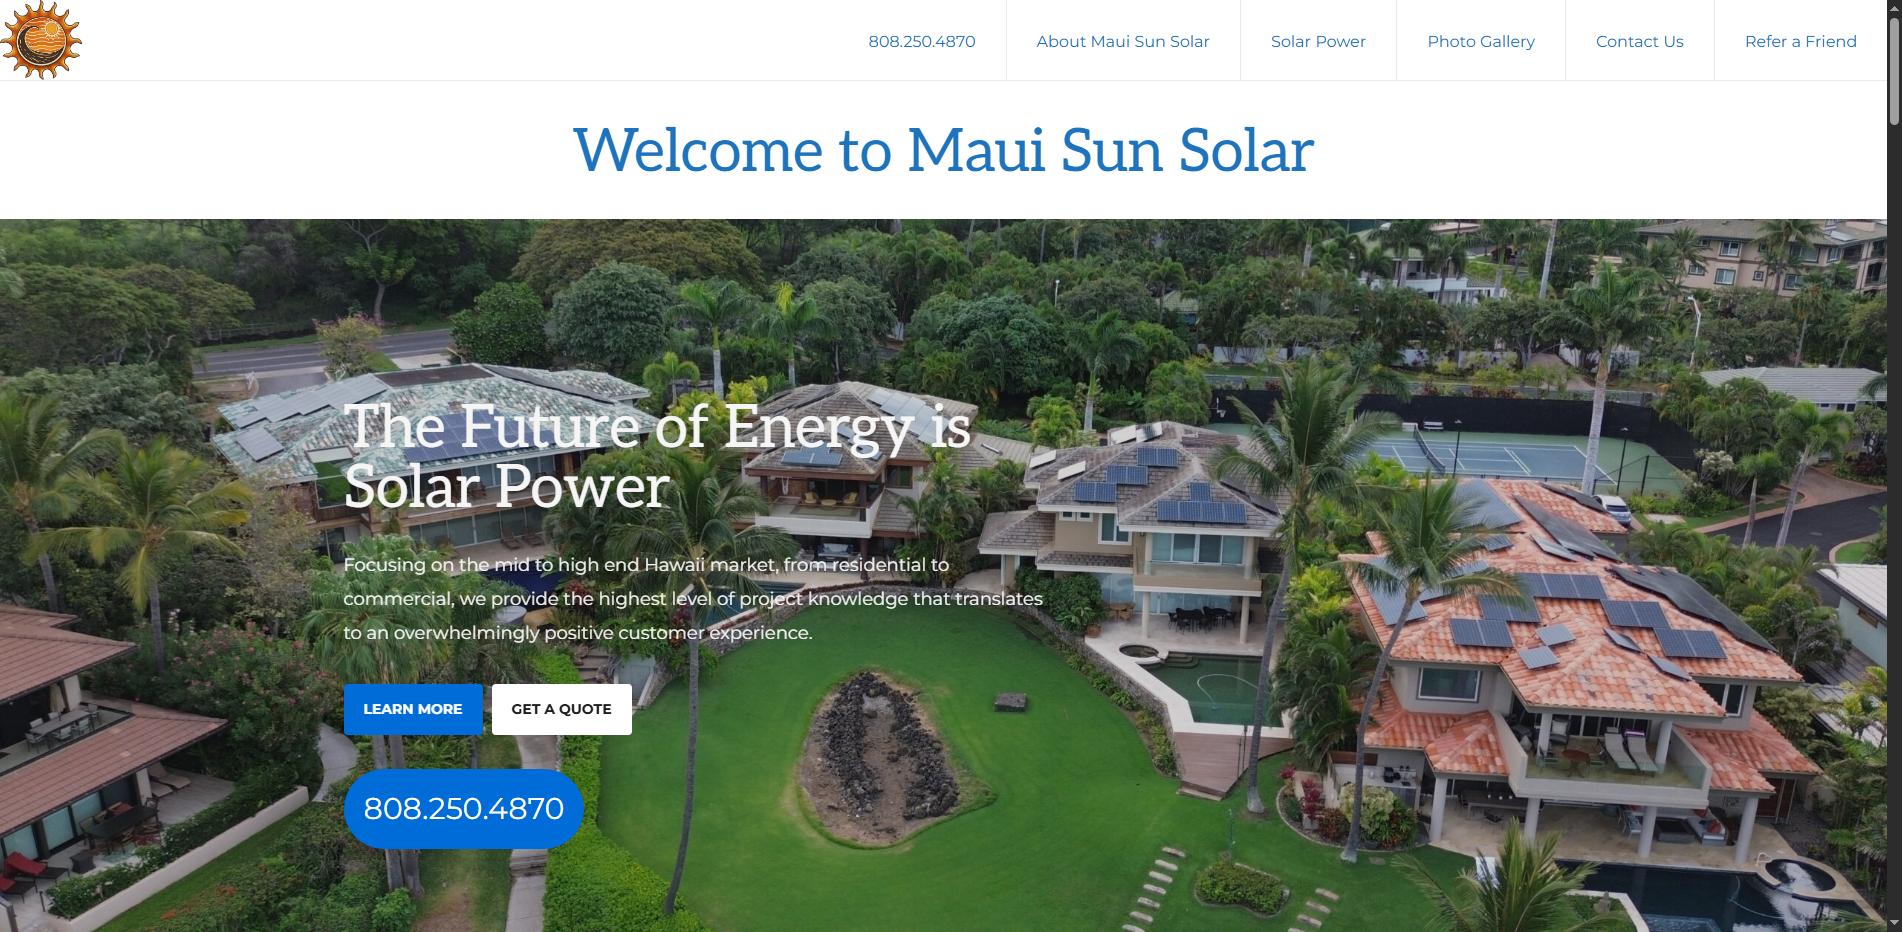 808.250.4870
About Maui Sun Solar
Solar Power
Photo Gallery
Contact Us
Refer a Friend
Welcome to Maui Sun Solar
The Future of Energy is
Solar Power
Focusing on the mid to high end Hawaii market, from residential to
commercial, we provide the highest level of project knowledge that translates
to an overwhelmingly positive customer experience.
LEARN MORE
GET A QUOTE
808.250.4870